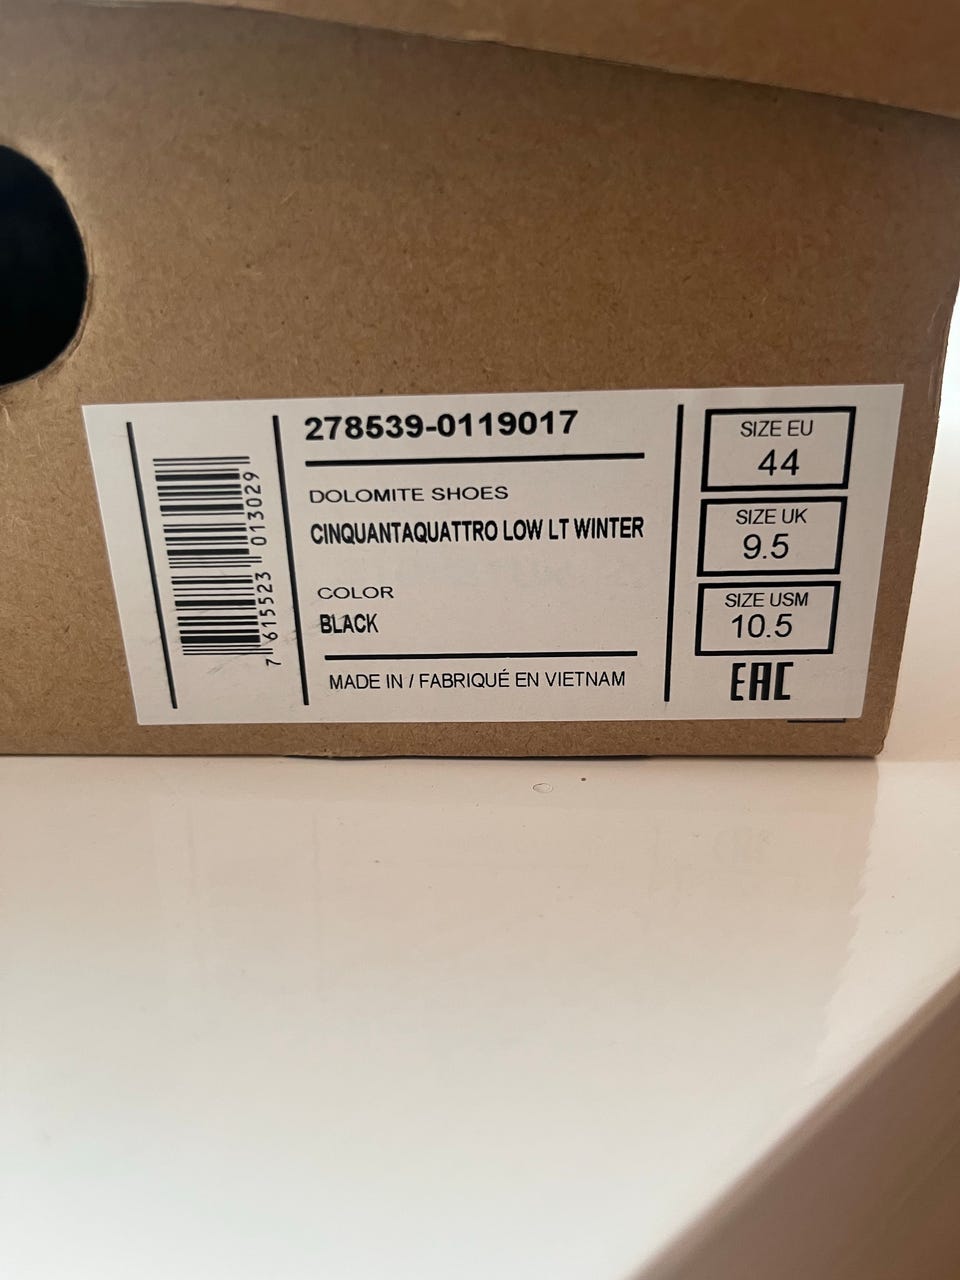 278539-0119017
DOLOMITE SHOES
CINQUANTAQUATTRO LOW LT WINTER
COLOR
BLACK
MADE IN / FABRIQUÉ EN VIETNAM
7 615523 013029
SIZE EU
44
SIZE UK
9.5
SIZE USM
10.5
EAC